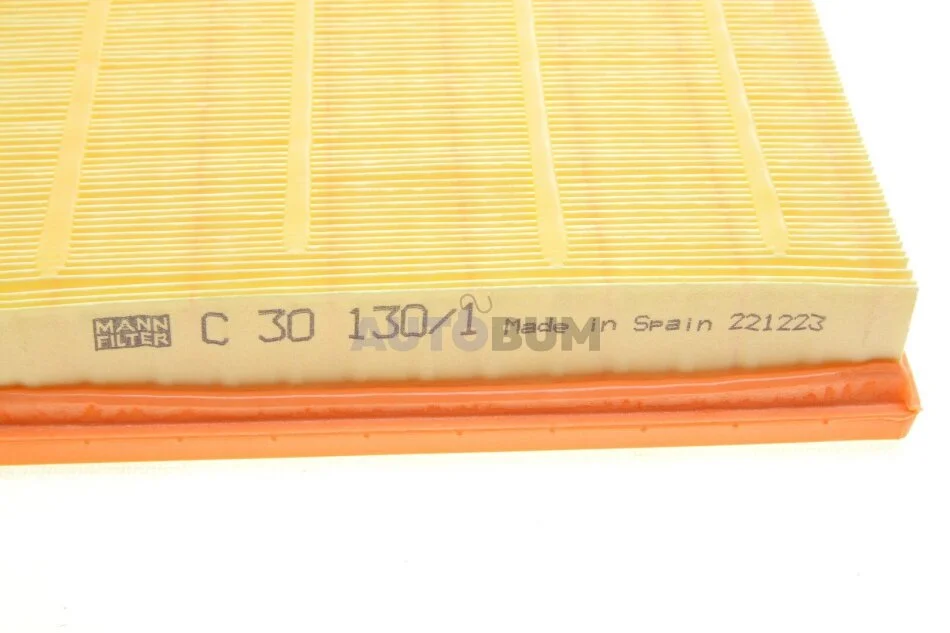 MANN
FILTER
C 30 130/1 Made in Spain 221223
AUTOBUM